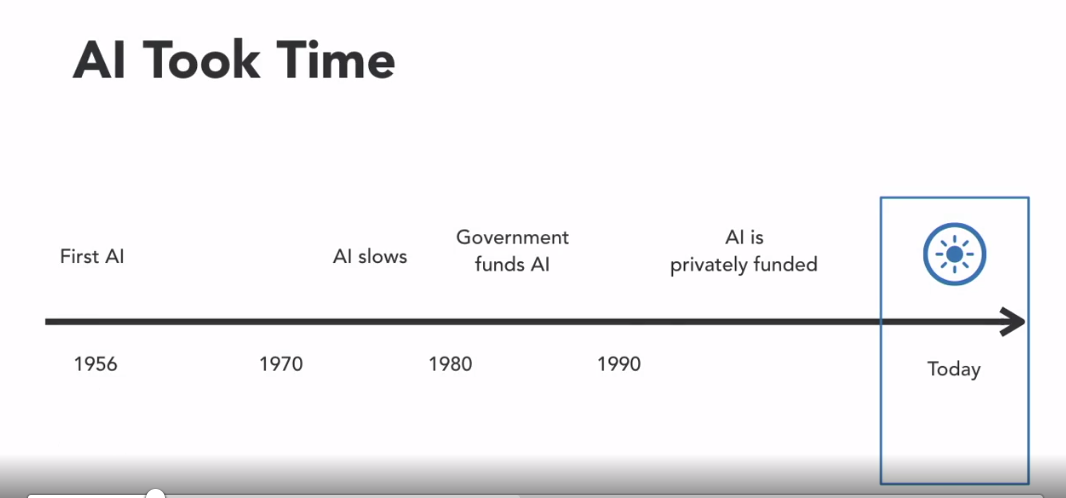 AI Took Time
First AI
AI slows
Government
funds AI
AI is
privately funded
1956
1970
1980
1990
Today